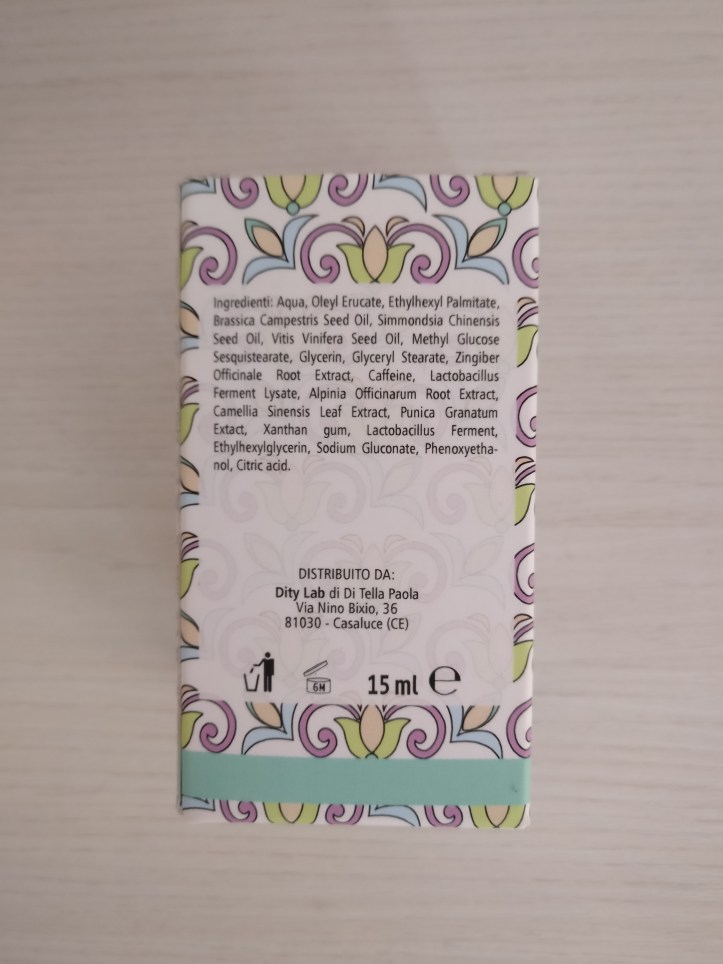 Ingredienti: Aqua, Oleyl Erucate, Ethylhexyl Palmitate,
Brassica Campestris Seed Oil, Simmondsia Chinensis
Seed Oil, Vitis Vinifera Seed Oil, Methyl Glucose
Sesquistearate, Glycerin, Glyceryl Stearate, Zingiber
Officinale Root Extract, Caffeine, Lactobacillus
Ferment Lysate, Alpinia Officinarum Root Extract,
Camellia Sinensis Leaf Extract, Punica Granatum
Extact, Xanthan gum, Lactobacillus Ferment,
Ethylhexylglycerin, Sodium Gluconate, Phenoxyetha-
nol, Citric acid.
DISTRIBUITO DA:
Dity Lab di Di Tella Paola
Via Nino Bixio, 36
81030 - Casaluce (CE)
6M 15 ml e